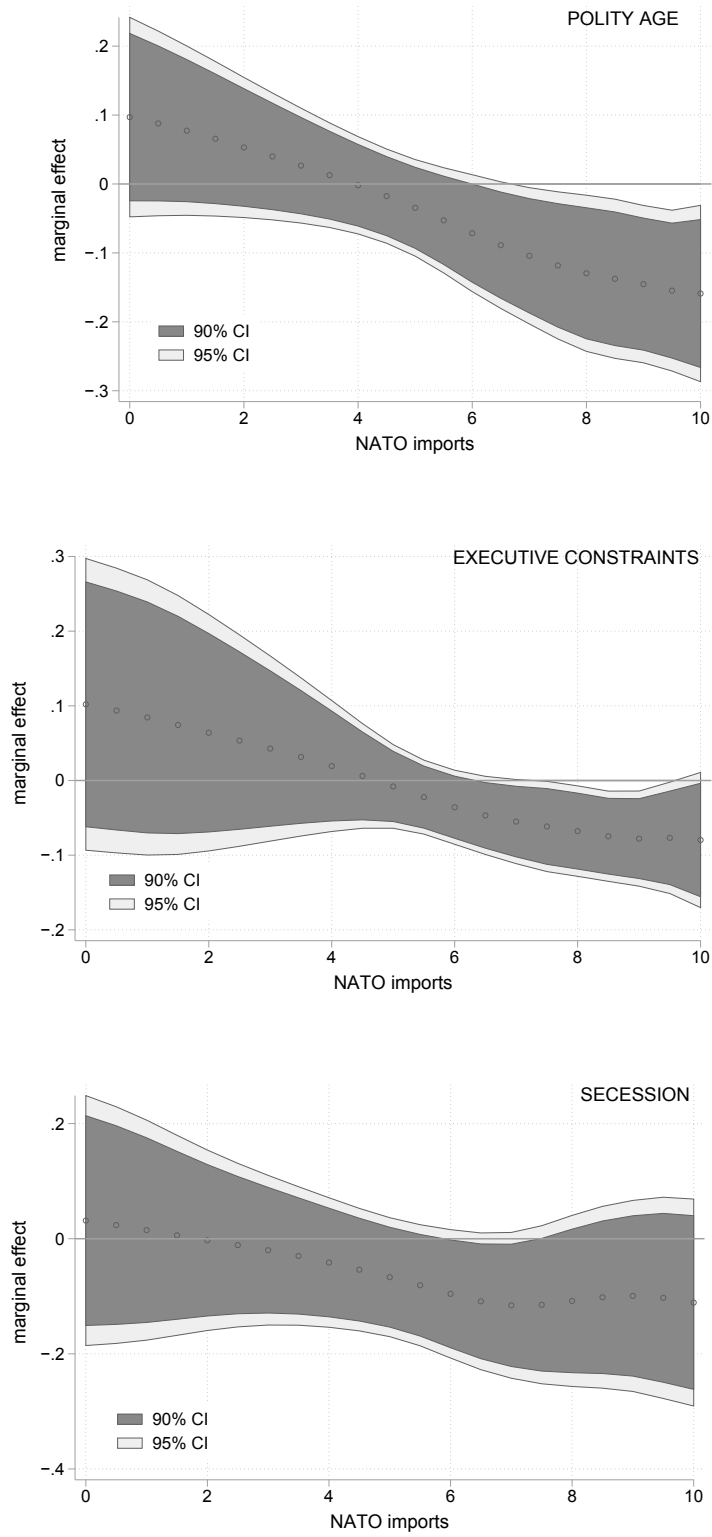 POLITY AGE
.2
.1
0
−.1
−.2
−.3
marginal effect
90% CI
95% CI
0 2 4 6 8 10
NATO imports
EXECUTIVE CONSTRAINTS
.3
.2
.1
0
−.1
−.2
marginal effect
90% CI
95% CI
0 2 4 6 8 10
NATO imports
SECESSION
.2
0
−.2
−.4
marginal effect
90% CI
95% CI
0 2 4 6 8 10
NATO imports